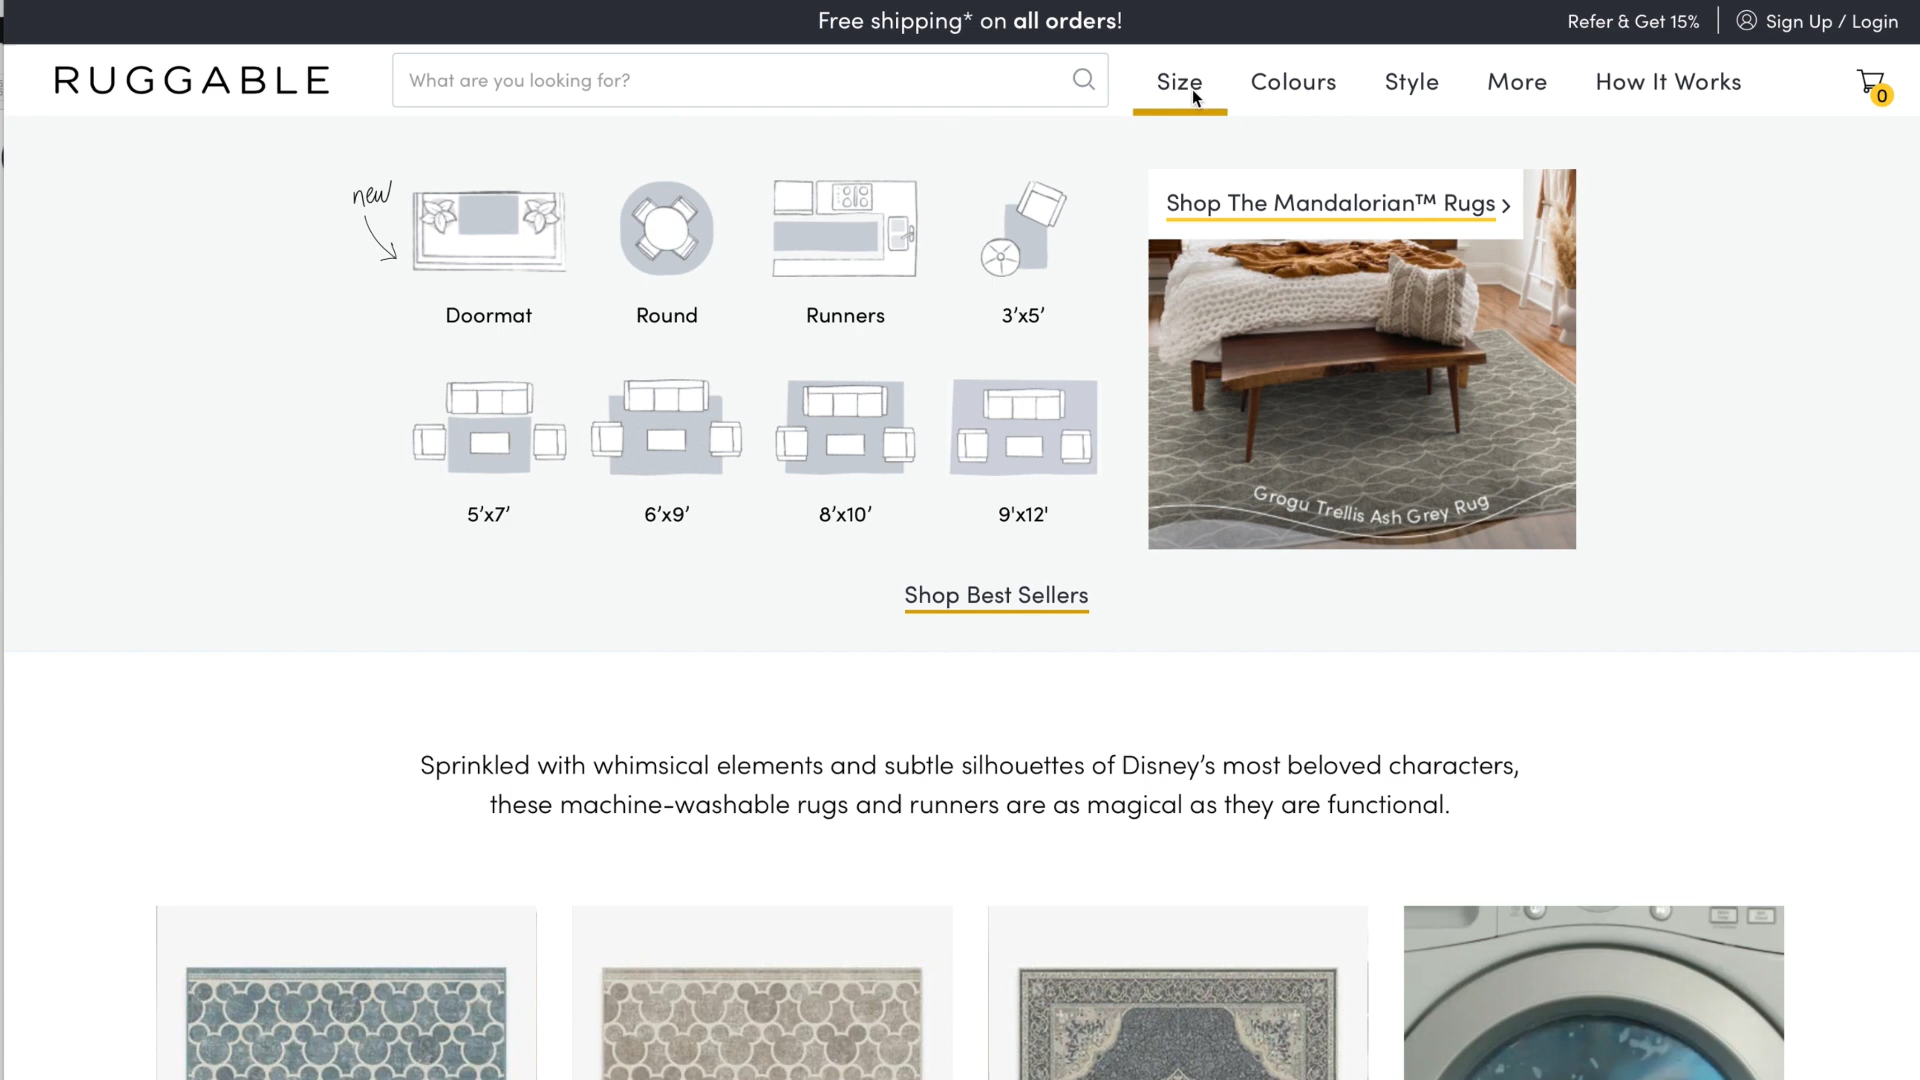 Free shipping* on all orders!
Refer & Get 15%
Sign Up / Login
RUGGABLE
What are you looking for?
Size
Colours
Style
More
How It Works
0
new
Doormat
Round
Runners
3’x5’
5’x7’
6’x9’
8’x10’
9'x12'
Shop The Mandalorian™ Rugs
Grogu Trellis Ash Grey Rug
Shop Best Sellers
Sprinkled with whimsical elements and subtle silhouettes of Disney’s most beloved characters,
these machine-washable rugs and runners are as magical as they are functional.